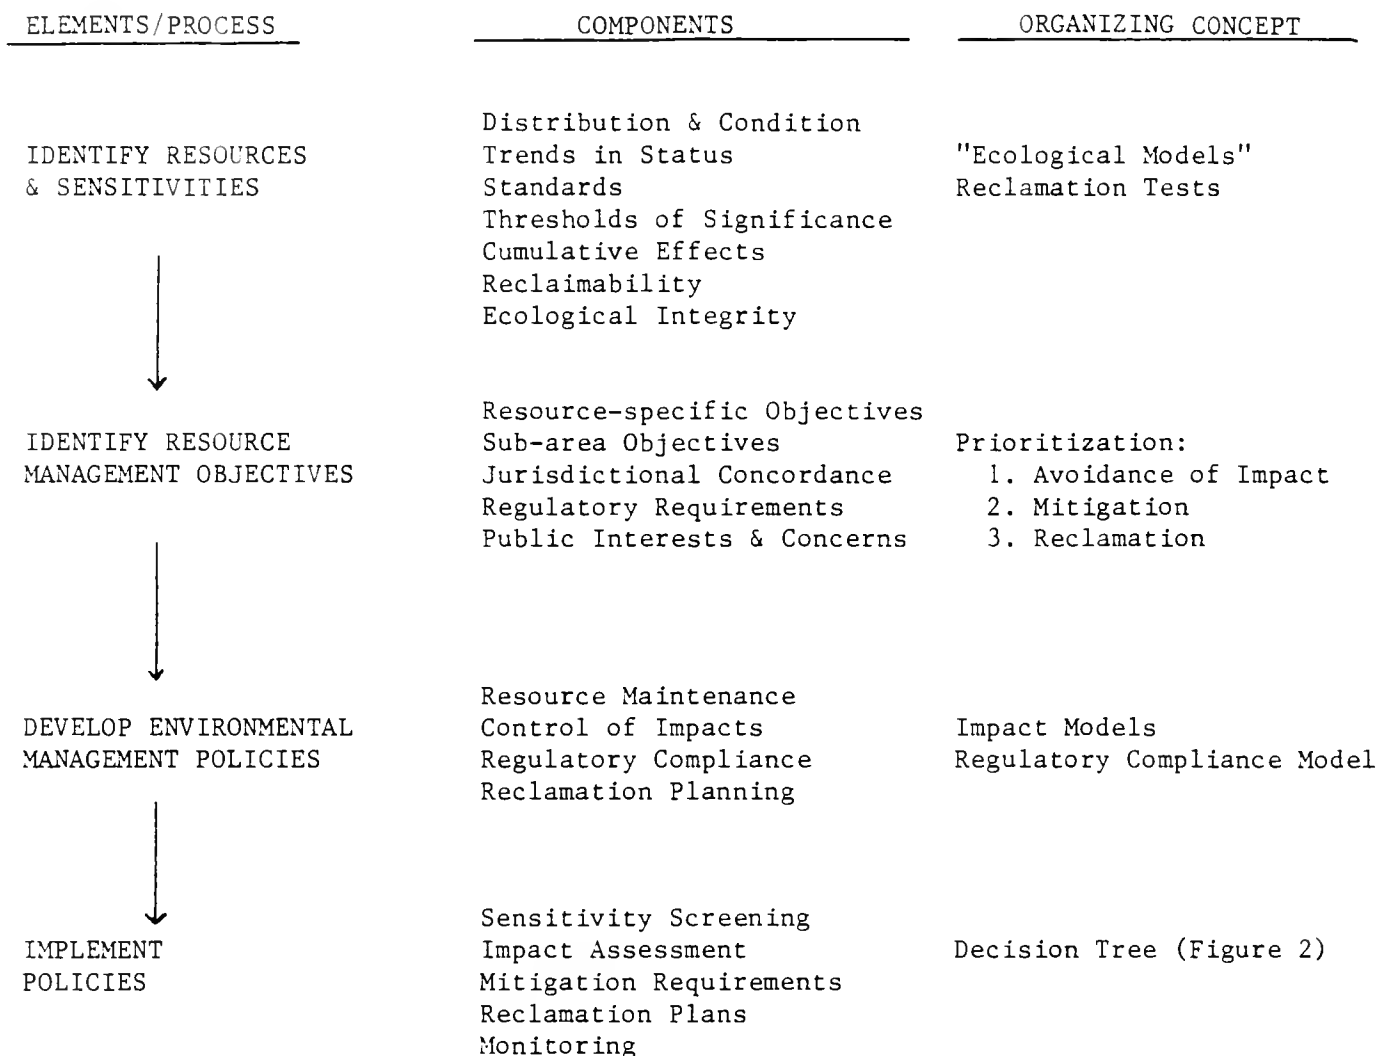 ELEMENTS/PROCESS
COMPONENTS
ORGANIZING CONCEPT
IDENTIFY RESOURCES
& SENSITIVITIES
Distribution & Condition
Trends in Status
Standards
Thresholds of Significance
Cumulative Effects
Reclaimability
Ecological Integrity
"Ecological Models"
Reclamation Tests
IDENTIFY RESOURCE
MANAGEMENT OBJECTIVES
Resource-specific Objectives
Sub-area Objectives
Jurisdictional Concordance
Regulatory Requirements
Public Interests & Concerns
Prioritization:
1. Avoidance of Impact
2. Mitigation
3. Reclamation
DEVELOP ENVIRONMENTAL
MANAGEMENT POLICIES
Resource Maintenance
Control of Impacts
Regulatory Compliance
Reclamation Planning
Impact Models
Regulatory Compliance Model
IMPLEMENT
POLICIES
Sensitivity Screening
Impact Assessment
Mitigation Requirements
Reclamation Plans
Monitoring
Decision Tree (Figure 2)